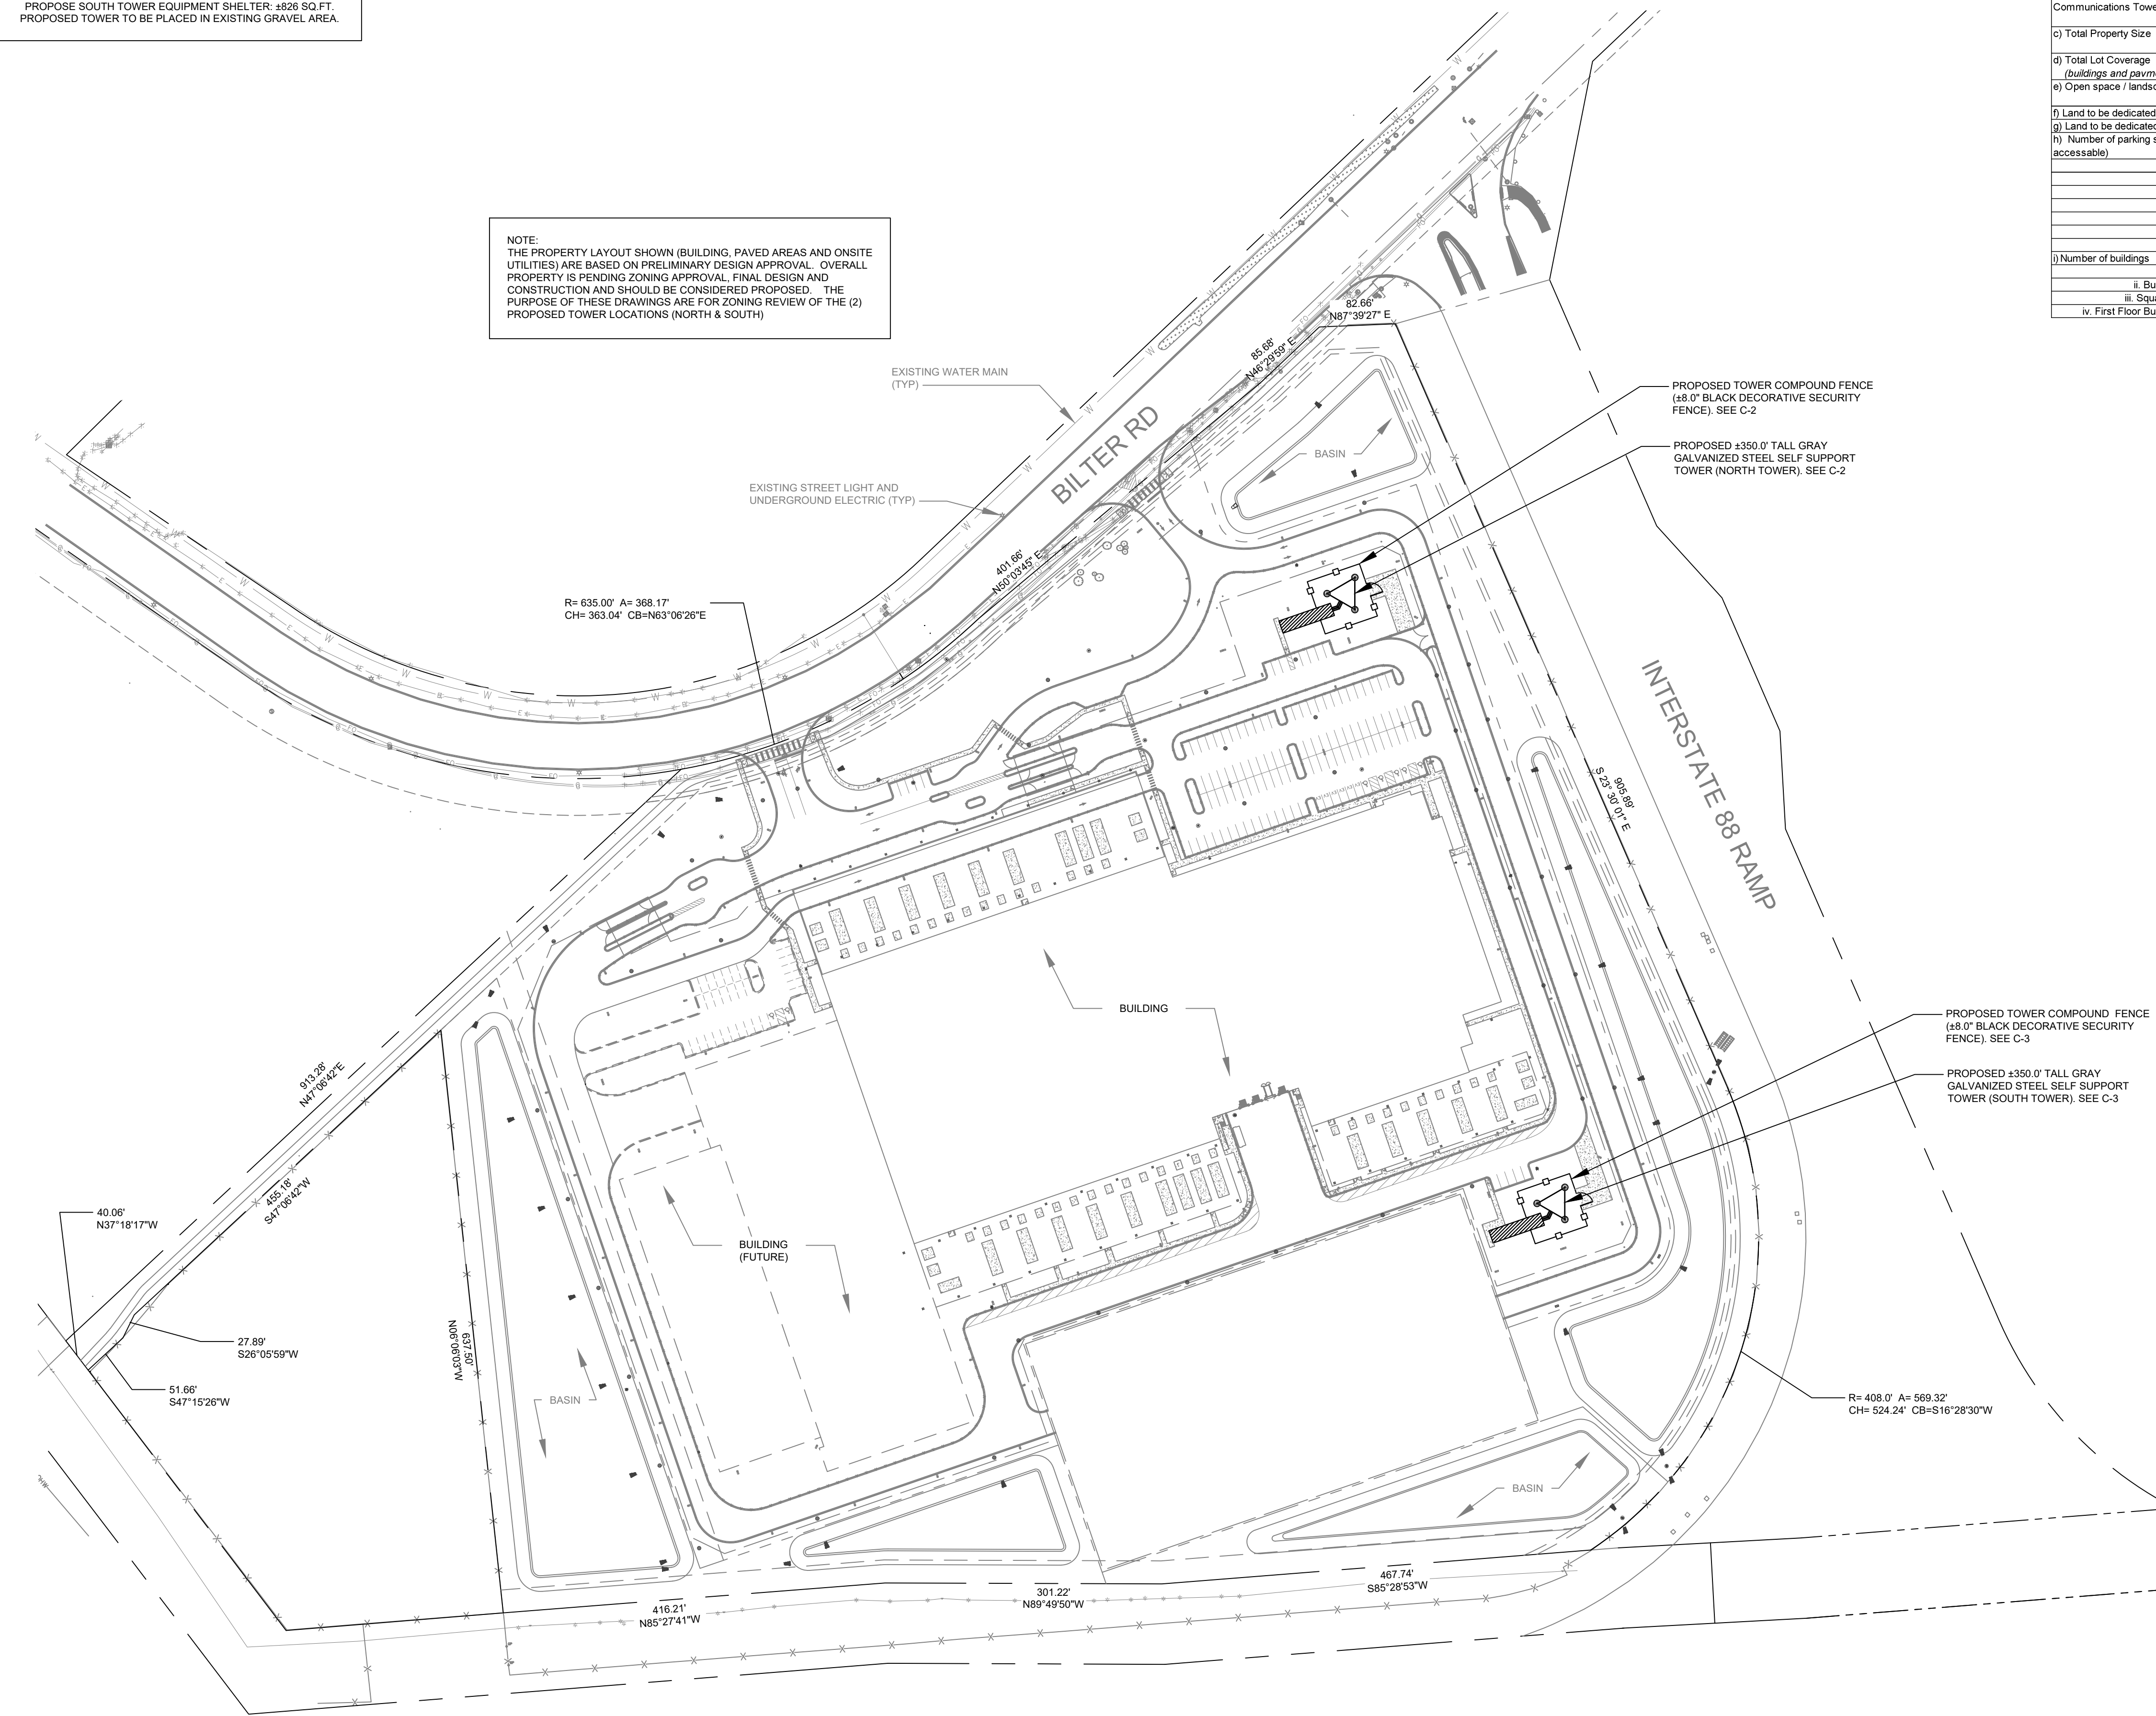 PROPOSE SOUTH TOWER EQUIPMENT SHELTER: ±826 SQ.FT.
PROPOSED TOWER TO BE PLACED IN EXISTING GRAVEL AREA.
Communications Towe
c) Total Property Size
d) Total Lot Coverage
(buildings and pavm
e) Open space / landsc
f) Land to be dedicated
g) Land to be dedicated
h) Number of parking s
accessable)
i) Number of buildings
ii. Bu
iii. Squa
iv. First Floor Bu
NOTE:
THE PROPERTY LAYOUT SHOWN (BUILDING, PAVED AREAS AND ONSITE
UTILITIES) ARE BASED ON PRELIMINARY DESIGN APPROVAL. OVERALL
PROPERTY IS PENDING ZONING APPROVAL, FINAL DESIGN AND
CONSTRUCTION AND SHOULD BE CONSIDERED PROPOSED. THE
PURPOSE OF THESE DRAWINGS ARE FOR ZONING REVIEW OF THE (2)
PROPOSED TOWER LOCATIONS (NORTH & SOUTH)
82.66'
N87°39'27" E
85.68'
N46°29'59" E
EXISTING WATER MAIN
(TYP)
PROPOSED TOWER COMPOUND FENCE
(±8.0" BLACK DECORATIVE SECURITY
FENCE). SEE C-2
PROPOSED ±350.0' TALL GRAY
GALVANIZED STEEL SELF SUPPORT
TOWER (NORTH TOWER). SEE C-2
BILTER RD
BASIN
EXISTING STREET LIGHT AND
UNDERGROUND ELECTRIC (TYP)
401.66'
N50°03'45" E
R= 635.00' A= 368.17'
CH= 363.04' CB=N63°06'26"E
INTERSTATE 88 RAMP
905.89'
S 23° 30' 01" E
BUILDING
PROPOSED TOWER COMPOUND FENCE
(±8.0" BLACK DECORATIVE SECURITY
FENCE). SEE C-3
PROPOSED ±350.0' TALL GRAY
GALVANIZED STEEL SELF SUPPORT
TOWER (SOUTH TOWER). SEE C-3
913.28'
N47°06'42"E
455.18'
S47°06'42"W
40.06'
N37°18'17"W
BUILDING
(FUTURE)
27.89'
S26°05'59"W
637.50'
N06°06'03"W
51.66'
S47°15'26"W
BASIN
R= 408.0' A= 569.32'
CH= 524.24' CB=S16°28'30"W
BASIN
467.74'
S85°28'53"W
301.22'
N89°49'50"W
416.21'
N85°27'41"W